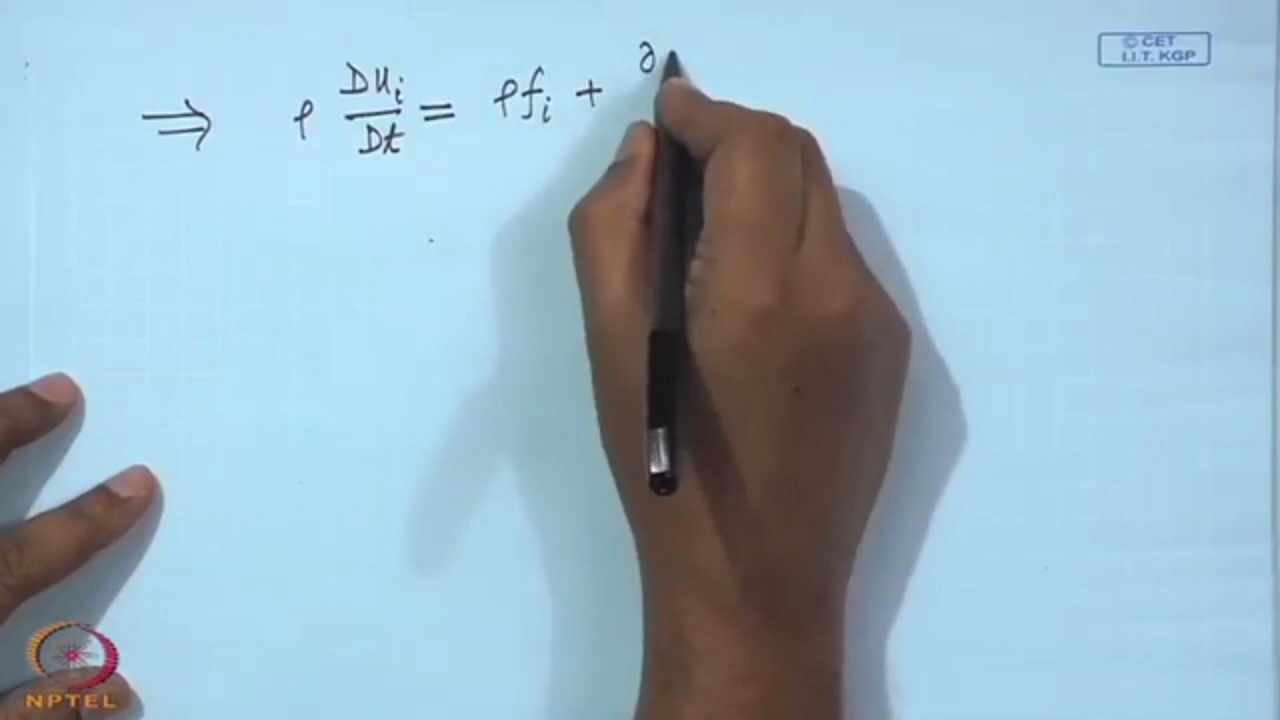 ⇒ ρ Du_i/Dt = ρf_i + ∂
© CET
I.I.T. KGP
NPTEL